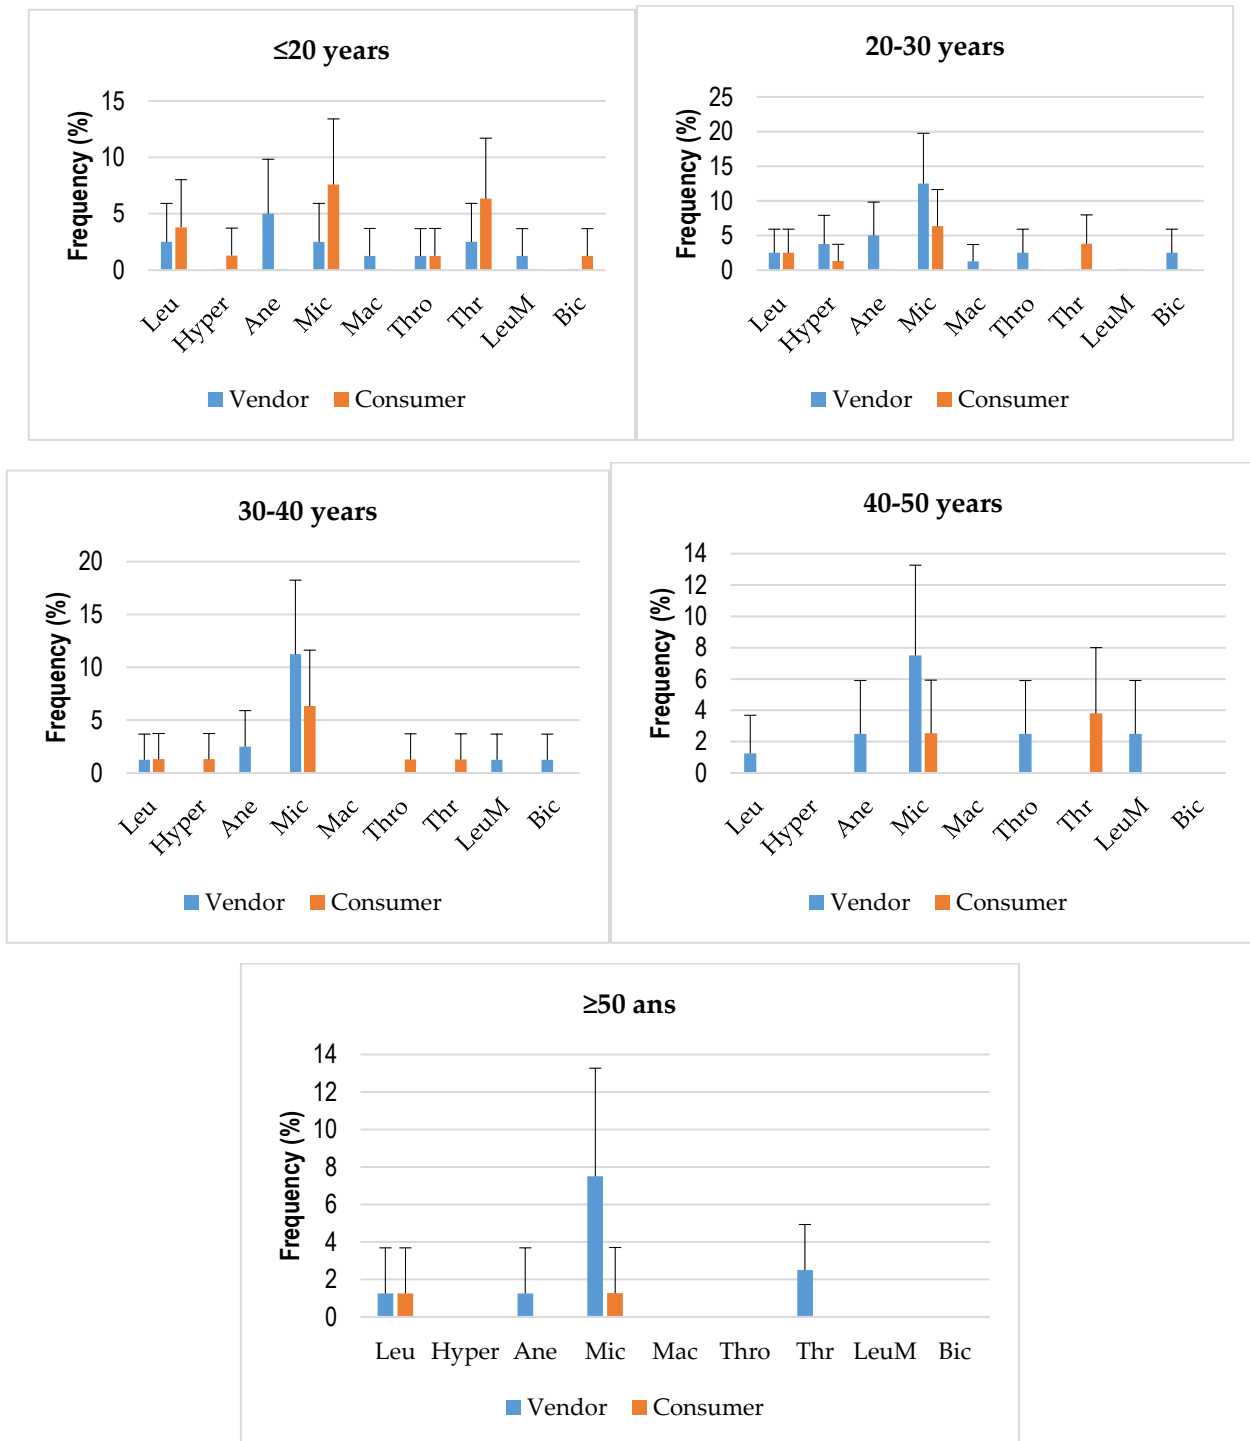 ≤20 years
Frequency (%)
15
10
5
0
Leu Hyper Ane Mic Mac Thro Thr LeuM Bic
Vendor Consumer
20-30 years
Frequency (%)
25
20
15
10
5
0
Leu Hyper Ane Mic Mac Thro Thr LeuM Bic
Vendor Consumer
30-40 years
Frequency (%)
20
15
10
5
0
Leu Hyper Ane Mic Mac Thro Thr LeuM Bic
Vendor Consumer
40-50 years
Frequency (%)
14
12
10
8
6
4
2
0
Leu Hyper Ane Mic Mac Thro Thr LeuM Bic
Vendor Consumer
≥50 ans
Frequency (%)
14
12
10
8
6
4
2
0
Leu Hyper Ane Mic Mac Thro Thr LeuM Bic
Vendor Consumer